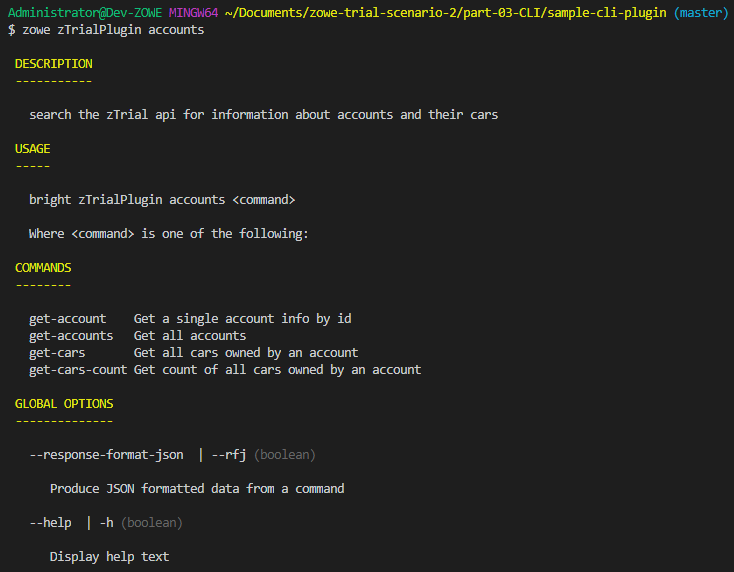 Administrator@Dev-ZOWE MINGW64 ~/Documents/zowe-trial-scenario-2/part-03-CLI/sample-cli-plugin (master)
$ zowe zTrialPlugin accounts
DESCRIPTION
-----------
search the zTrial api for information about accounts and their cars
USAGE
-----
bright zTrialPlugin accounts <command>
Where <command> is one of the following:
COMMANDS
--------
get-account    Get a single account info by id
get-accounts   Get all accounts
get-cars       Get all cars owned by an account
get-cars-count Get count of all cars owned by an account
GLOBAL OPTIONS
--------------
--response-format-json  | --rfj (boolean)
Produce JSON formatted data from a command
--help  | -h (boolean)
Display help text